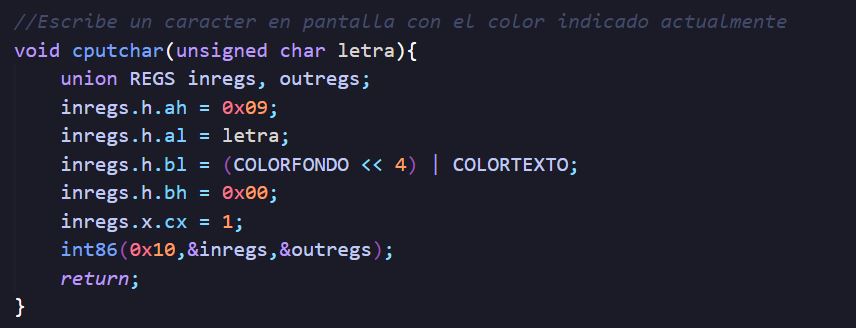 //Escribe un caracter en pantalla con el color indicado actualmente
void cputchar(unsigned char letra){
    union REGS inregs, outregs;
    inregs.h.ah = 0x09;
    inregs.h.al = letra;
    inregs.h.bl = (COLORFONDO << 4) | COLORTEXTO;
    inregs.h.bh = 0x00;
    inregs.x.cx = 1;
    int86(0x10,&inregs,&outregs);
    return;
}